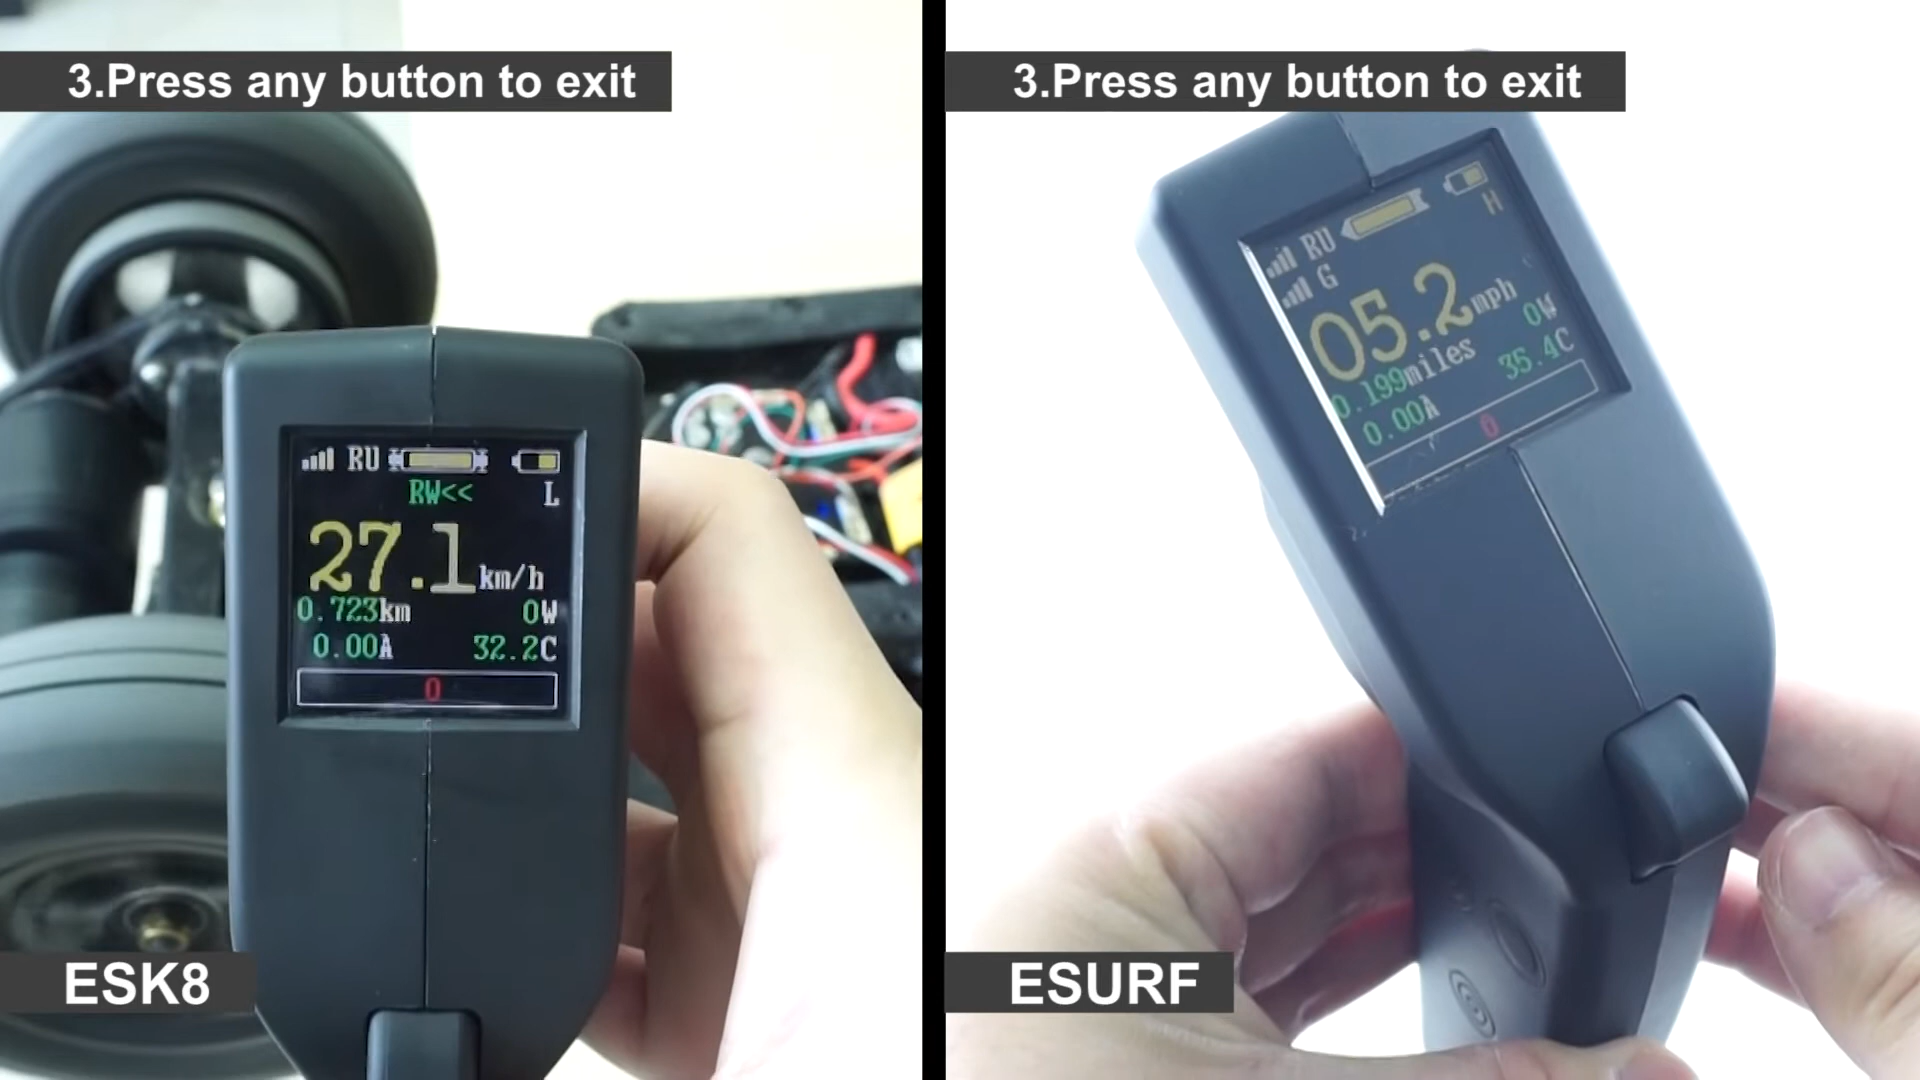 3.Press any button to exit
RU
RW<<
L
27.1km/h
0.723km 0W
0.00A 32.2C
0
ESK8
3.Press any button to exit
RU
H
G
05.2mph
0W
0.199miles
35.4C
0.00A
0
ESURF